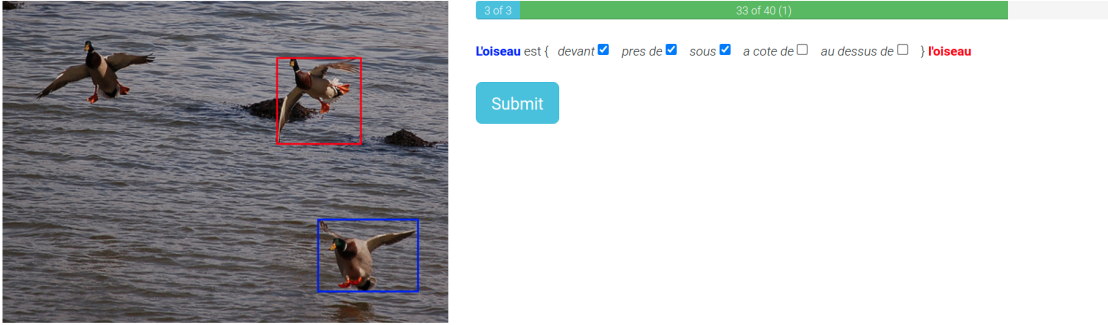 3 of 3 33 of 40 (1)
L'oiseau est { devant pres de sous a cote de au dessus de } l'oiseau
Submit